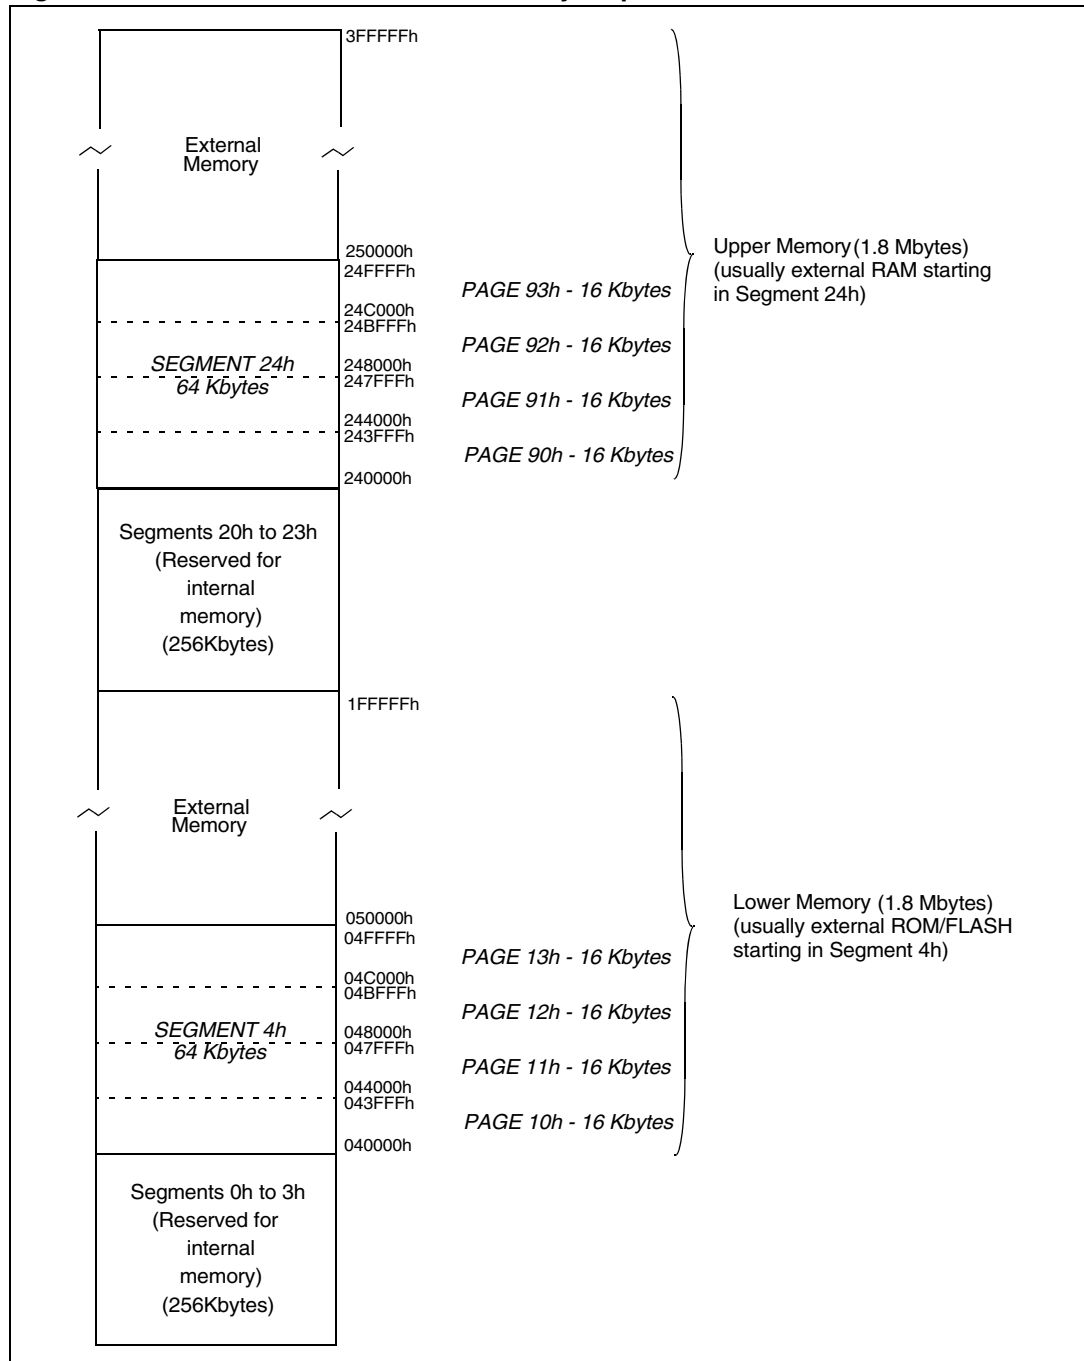 3FFFFFh
External
Memory
250000h
24FFFFh
Upper Memory (1.8 Mbytes)
(usually external RAM starting
in Segment 24h)
PAGE 93h - 16 Kbytes
24C000h
24BFFFh
PAGE 92h - 16 Kbytes
SEGMENT 24h
64 Kbytes
248000h
247FFFh
PAGE 91h - 16 Kbytes
244000h
243FFFh
PAGE 90h - 16 Kbytes
240000h
Segments 20h to 23h
(Reserved for
internal
memory)
(256Kbytes)
1FFFFFh
External
Memory
050000h
04FFFFh
Lower Memory (1.8 Mbytes)
(usually external ROM/FLASH
starting in Segment 4h)
PAGE 13h - 16 Kbytes
04C000h
04BFFFh
PAGE 12h - 16 Kbytes
SEGMENT 4h
64 Kbytes
048000h
047FFFh
PAGE 11h - 16 Kbytes
044000h
043FFFh
PAGE 10h - 16 Kbytes
040000h
Segments 0h to 3h
(Reserved for
internal
memory)
(256Kbytes)